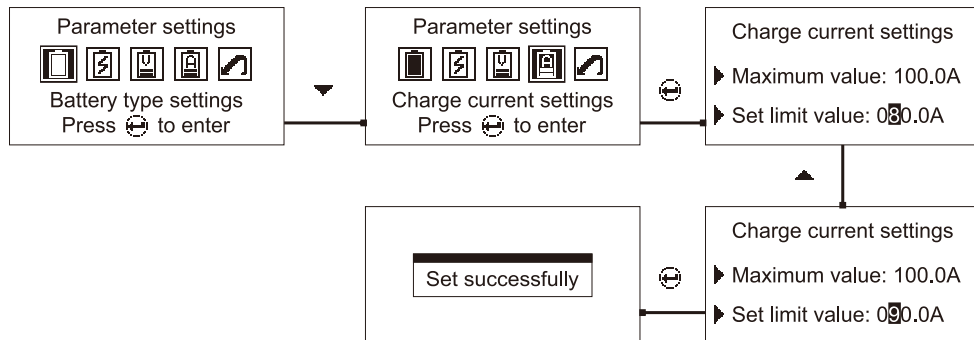 Parameter settings
Battery type settings
Press to enter
Parameter settings
Charge current settings
Press to enter
Charge current settings
Maximum value: 100.0A
Set limit value: 080.0A
Set successfully
Charge current settings
Maximum value: 100.0A
Set limit value: 090.0A